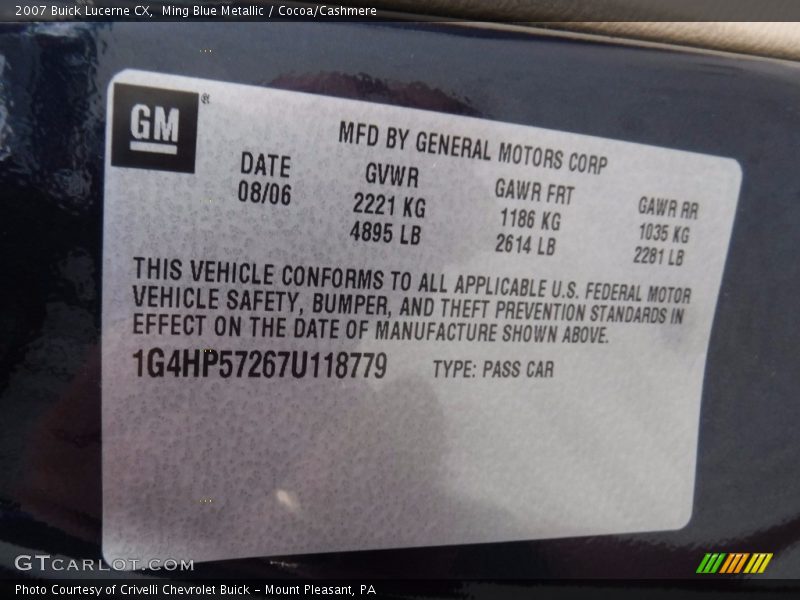 2007 Buick Lucerne CX,  Ming Blue Metallic / Cocoa/Cashmere
GM®
MFD BY GENERAL MOTORS CORP
DATE GVWR GAWR FRT GAWR RR
08/06 2221 KG 1186 KG 1035 KG
4895 LB 2614 LB 2281 LB
THIS VEHICLE CONFORMS TO ALL APPLICABLE U.S. FEDERAL MOTOR
VEHICLE SAFETY, BUMPER, AND THEFT PREVENTION STANDARDS IN
EFFECT ON THE DATE OF MANUFACTURE SHOWN ABOVE.
1G4HP57267U118779 TYPE: PASS CAR
GTCARLOT.COM
Photo Courtesy of Crivelli Chevrolet Buick - Mount Pleasant, PA